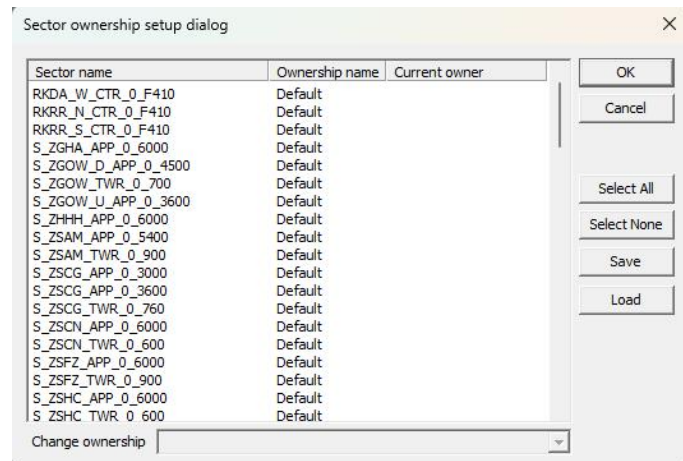 Sector ownership setup dialog
Sector name Ownership name Current owner
RKDA_W_CTR_0_F410 Default
RKRR_N_CTR_0_F410 Default
RKRR_S_CTR_0_F410 Default
S_ZGHA_APP_0_6000 Default
S_ZGOW_D_APP_0_4500 Default
S_ZGOW_TWR_0_700 Default
S_ZGOW_U_APP_0_3600 Default
S_ZHHH_APP_0_6000 Default
S_ZSAM_APP_0_5400 Default
S_ZSAM_TWR_0_900 Default
S_ZSCG_APP_0_3000 Default
S_ZSCG_APP_0_3600 Default
S_ZSCG_TWR_0_760 Default
S_ZSCN_APP_0_6000 Default
S_ZSCN_TWR_0_600 Default
S_ZSFZ_APP_0_6000 Default
S_ZSFZ_TWR_0_900 Default
S_ZSHC_APP_0_6000 Default
S_ZSHC_TWR_0_600 Default
Change ownership
OK
Cancel
Select All
Select None
Save
Load